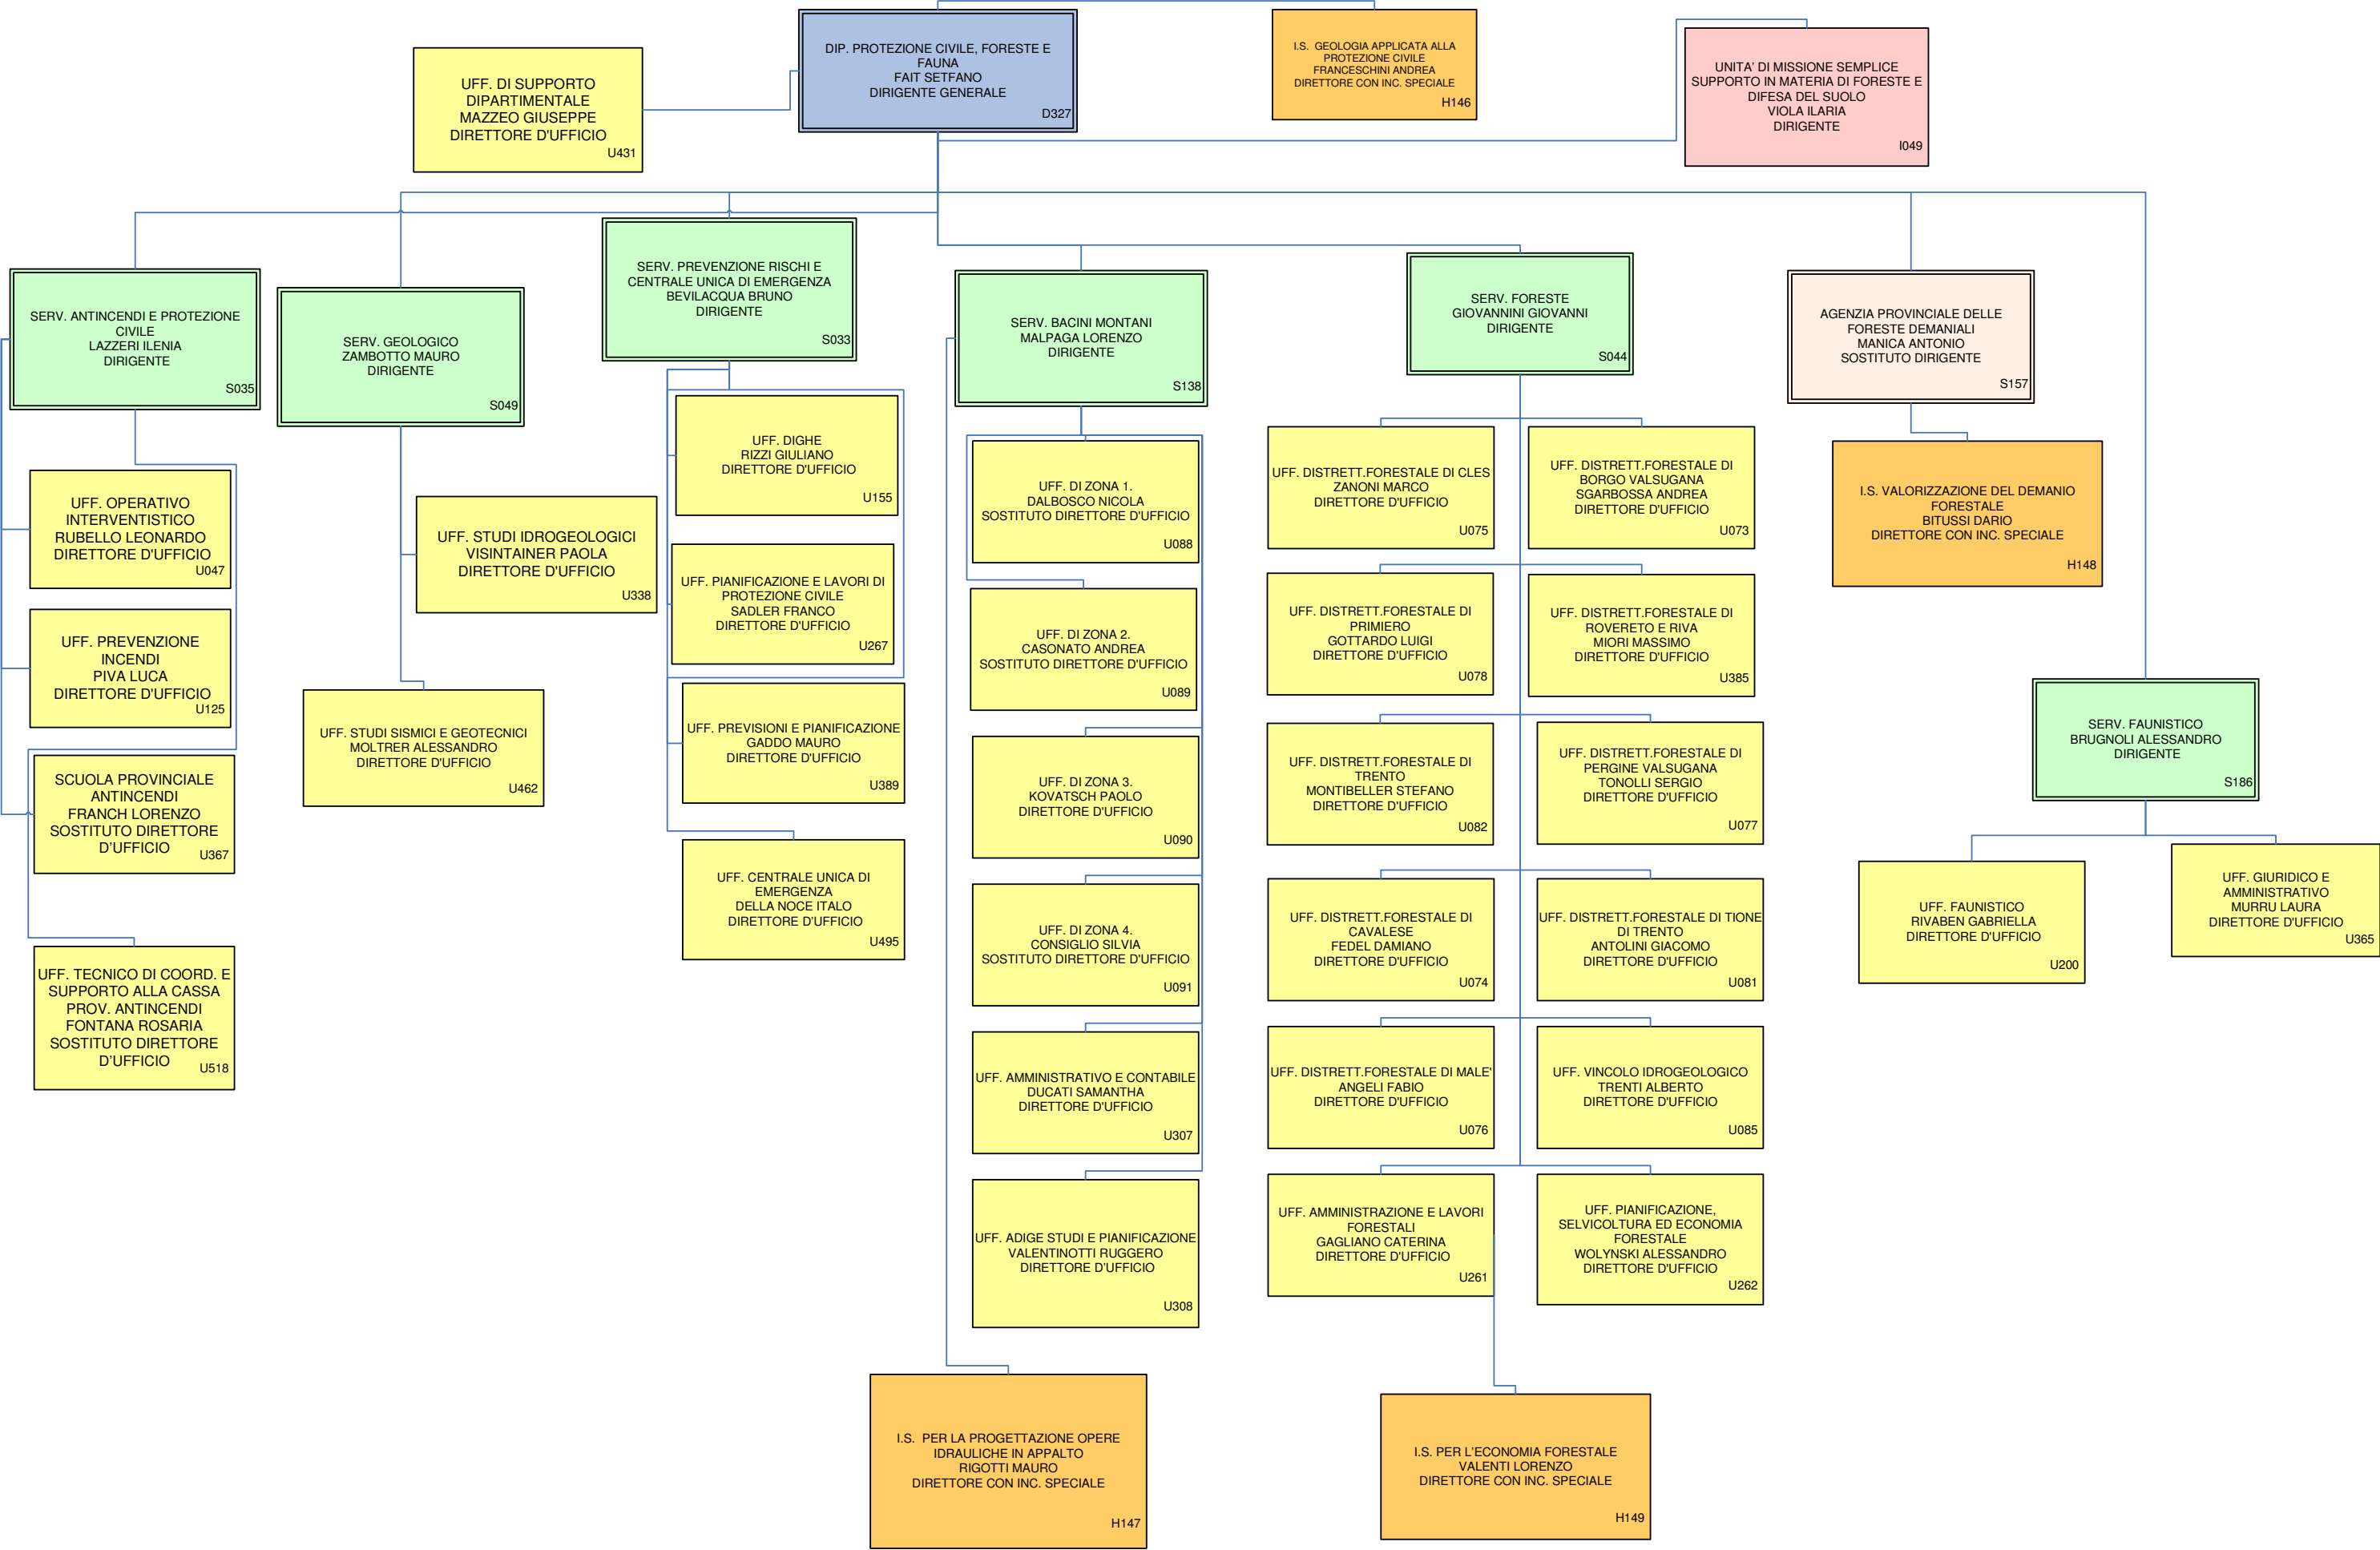 DIP. PROTEZIONE CIVILE, FORESTE E
FAUNA
FAIT SETFANO
DIRIGENTE GENERALE
D327
I.S. GEOLOGIA APPLICATA ALLA
PROTEZIONE CIVILE
FRANCESCHINI ANDREA
DIRETTORE CON INC. SPECIALE
H146
UNITA' DI MISSIONE SEMPLICE
SUPPORTO IN MATERIA DI FORESTE E
DIFESA DEL SUOLO
VIOLA ILARIA
DIRIGENTE
I049
UFF. DI SUPPORTO
DIPARTIMENTALE
MAZZEO GIUSEPPE
DIRETTORE D'UFFICIO
U431
SERV. ANTINCENDI E PROTEZIONE
CIVILE
LAZZERI ILENIA
DIRIGENTE
S035
SERV. GEOLOGICO
ZAMBOTTO MAURO
DIRIGENTE
S049
SERV. PREVENZIONE RISCHI E
CENTRALE UNICA DI EMERGENZA
BEVILACQUA BRUNO
DIRIGENTE
S033
SERV. BACINI MONTANI
MALPAGA LORENZO
DIRIGENTE
S138
SERV. FORESTE
GIOVANNINI GIOVANNI
DIRIGENTE
S044
AGENZIA PROVINCIALE DELLE
FORESTE DEMANIALI
MANICA ANTONIO
SOSTITUTO DIRIGENTE
S157
UFF. OPERATIVO
INTERVENTISTICO
RUBELLO LEONARDO
DIRETTORE D'UFFICIO
U047
UFF. PREVENZIONE
INCENDI
PIVA LUCA
DIRETTORE D'UFFICIO
U125
SCUOLA PROVINCIALE
ANTINCENDI
FRANCH LORENZO
SOSTITUTO DIRETTORE
D'UFFICIO
U367
UFF. TECNICO DI COORD. E
SUPPORTO ALLA CASSA
PROV. ANTINCENDI
FONTANA ROSARIA
SOSTITUTO DIRETTORE
D'UFFICIO
U518
UFF. STUDI IDROGEOLOGICI
VISINTAINER PAOLA
DIRETTORE D'UFFICIO
U338
UFF. STUDI SISMICI E GEOTECNICI
MOLTRER ALESSANDRO
DIRETTORE D'UFFICIO
U462
UFF. DIGHE
RIZZI GIULIANO
DIRETTORE D'UFFICIO
U155
UFF. PIANIFICAZIONE E LAVORI DI
PROTEZIONE CIVILE
SADLER FRANCO
DIRETTORE D'UFFICIO
U267
UFF. PREVISIONI E PIANIFICAZIONE
GADDO MAURO
DIRETTORE D'UFFICIO
U389
UFF. CENTRALE UNICA DI
EMERGENZA
DELLA NOCE ITALO
DIRETTORE D'UFFICIO
U495
UFF. DI ZONA 1.
DALBOSCO NICOLA
SOSTITUTO DIRETTORE D'UFFICIO
U088
UFF. DI ZONA 2.
CASONATO ANDREA
SOSTITUTO DIRETTORE D'UFFICIO
U089
UFF. DI ZONA 3.
KOVATSCH PAOLO
DIRETTORE D'UFFICIO
U090
UFF. DI ZONA 4.
CONSIGLIO SILVIA
SOSTITUTO DIRETTORE D'UFFICIO
U091
UFF. AMMINISTRATIVO E CONTABILE
DUCATI SAMANTHA
DIRETTORE D'UFFICIO
U307
UFF. ADIGE STUDI E PIANIFICAZIONE
VALENTINOTTI RUGGERO
DIRETTORE D'UFFICIO
U308
I.S. PER LA PROGETTAZIONE OPERE
IDRAULICHE IN APPALTO
RIGOTTI MAURO
DIRETTORE CON INC. SPECIALE
H147
UFF. DISTRETT.FORESTALE DI CLES
ZANONI MARCO
DIRETTORE D'UFFICIO
U075
UFF. DISTRETT.FORESTALE DI
BORGO VALSUGANA
SGARBOSSA ANDREA
DIRETTORE D'UFFICIO
U073
UFF. DISTRETT.FORESTALE DI
PRIMIERO
GOTTARDO LUIGI
DIRETTORE D'UFFICIO
U078
UFF. DISTRETT.FORESTALE DI
ROVERETO E RIVA
MIORI MASSIMO
DIRETTORE D'UFFICIO
U385
UFF. DISTRETT.FORESTALE DI
TRENTO
MONTIBELLER STEFANO
DIRETTORE D'UFFICIO
U082
UFF. DISTRETT.FORESTALE DI
PERGINE VALSUGANA
TONOLLI SERGIO
DIRETTORE D'UFFICIO
U077
UFF. DISTRETT.FORESTALE DI
CAVALESE
FEDEL DAMIANO
DIRETTORE D'UFFICIO
U074
UFF. DISTRETT.FORESTALE DI TIONE
DI TRENTO
ANTOLINI GIACOMO
DIRETTORE D'UFFICIO
U081
UFF. DISTRETT.FORESTALE DI MALE'
ANGELI FABIO
DIRETTORE D'UFFICIO
U076
UFF. VINCOLO IDROGEOLOGICO
TRENTI ALBERTO
DIRETTORE D'UFFICIO
U085
UFF. AMMINISTRAZIONE E LAVORI
FORESTALI
GAGLIANO CATERINA
DIRETTORE D'UFFICIO
U261
UFF. PIANIFICAZIONE,
SELVICOLTURA ED ECONOMIA
FORESTALE
WOLYNSKI ALESSANDRO
DIRETTORE D'UFFICIO
U262
I.S. PER L'ECONOMIA FORESTALE
VALENTI LORENZO
DIRETTORE CON INC. SPECIALE
H149
I.S. VALORIZZAZIONE DEL DEMANIO
FORESTALE
BITUSSI DARIO
DIRETTORE CON INC. SPECIALE
H148
SERV. FAUNISTICO
BRUGNOLI ALESSANDRO
DIRIGENTE
S186
UFF. FAUNISTICO
RIVABEN GABRIELLA
DIRETTORE D'UFFICIO
U200
UFF. GIURIDICO E
AMMINISTRATIVO
MURRU LAURA
DIRETTORE D'UFFICIO
U365